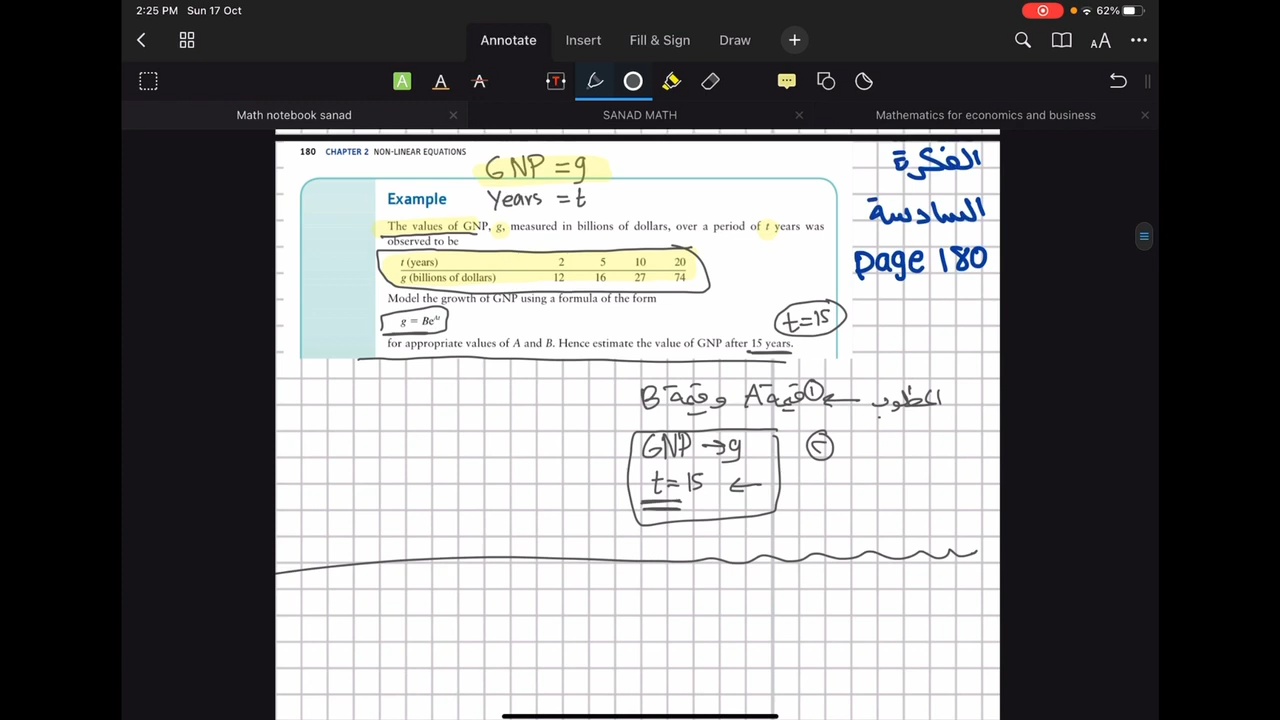 2:25 PM Sun 17 Oct
62%
Annotate Insert Fill & Sign Draw
Math notebook sanad
SANAD MATH
Mathematics for economics and business
180 CHAPTER 2 NON-LINEAR EQUATIONS
GNP = g
Years = t
Example
The values of GNP, g, measured in billions of dollars, over a period of t years was
observed to be
t (years) 2 5 10 20
g (billions of dollars) 12 16 27 74
Model the growth of GNP using a formula of the form
g = Be^At
t=15
for appropriate values of A and B. Hence estimate the value of GNP after 15 years.
الفكرة
السادسة
page 180
المطلوب ← ① قيمة A وقيمة B
② GNP → g
t = 15 ←